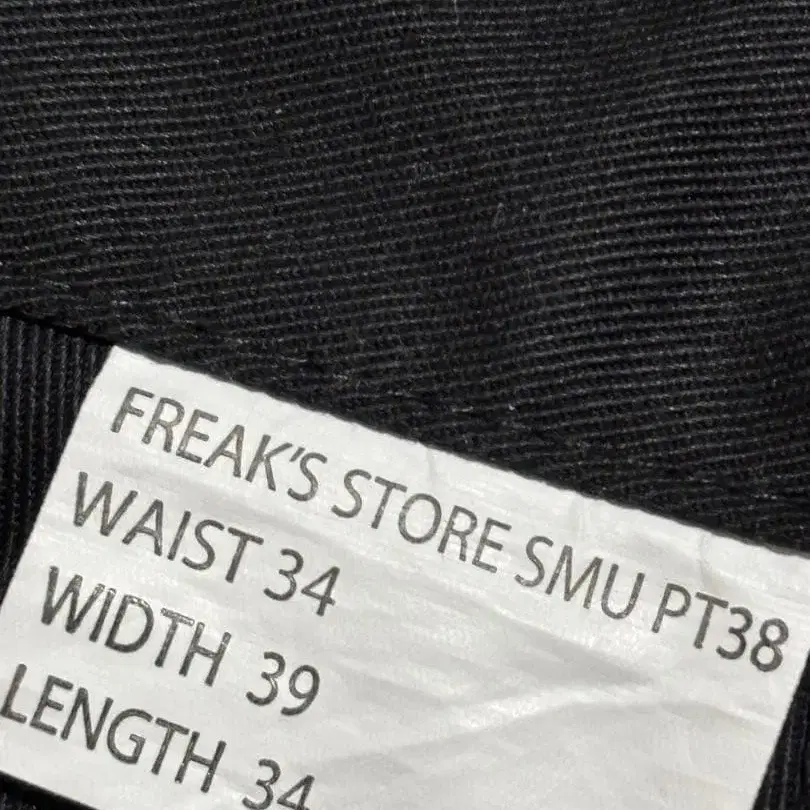 FREAK'S STORE SMU PT38
WAIST 34
WIDTH 39
LENGTH 34